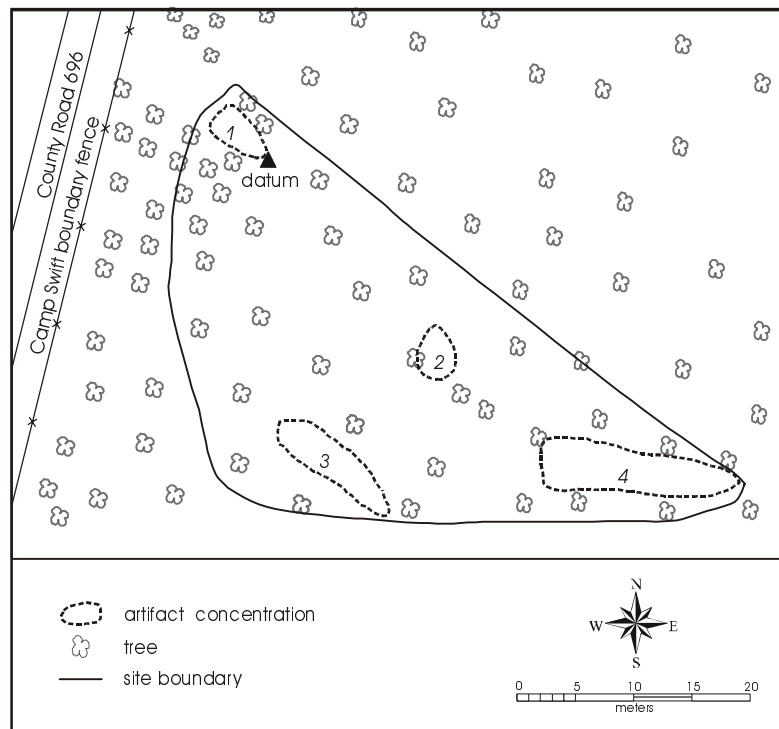 County Road 696
Camp Swift boundary fence
1
datum
2
3
4
artifact concentration
tree
site boundary
N
W E
S
0 5 10 15 20
meters